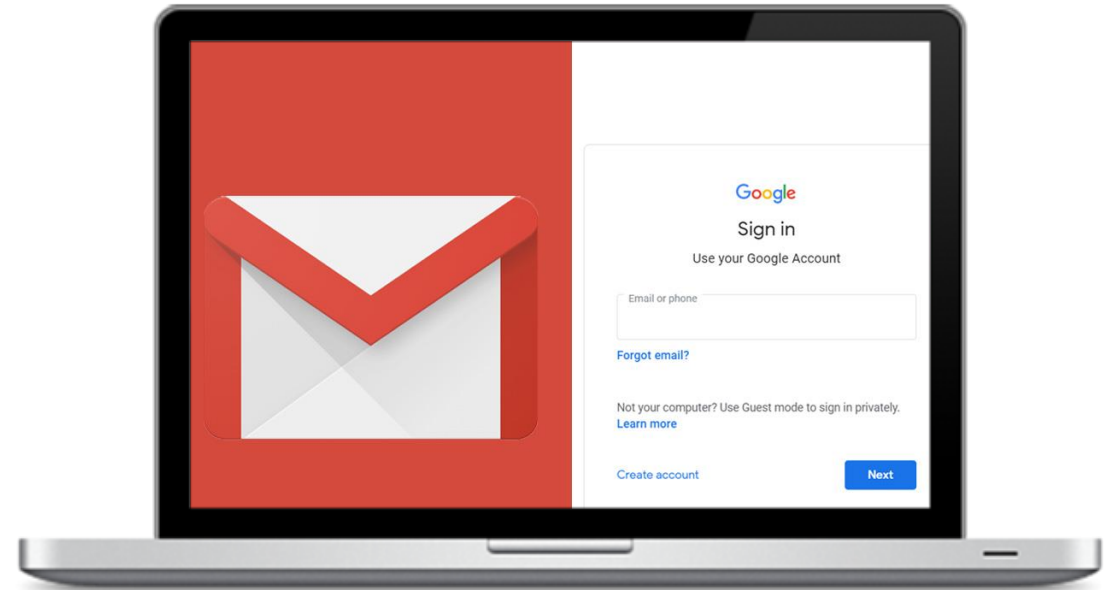 Google
Sign in
Use your Google Account
Email or phone
Forgot email?
Not your computer? Use Guest mode to sign in privately.
Learn more
Create account
Next